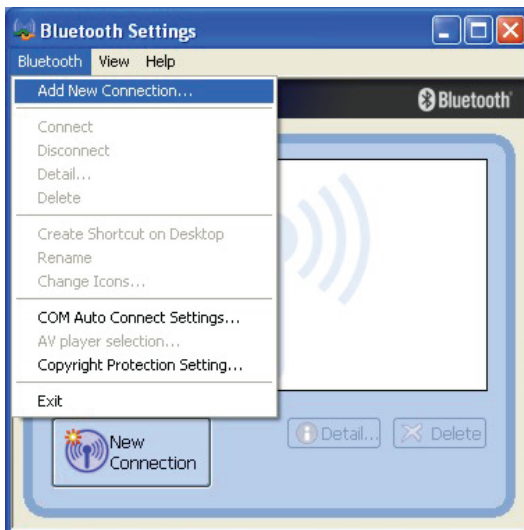 Bluetooth Settings
Bluetooth View Help
Add New Connection...
Bluetooth
Connect
Disconnect
Detail...
Delete
Create Shortcut on Desktop
Rename
Change Icons...
COM Auto Connect Settings...
AV player selection...
Copyright Protection Setting...
Exit
New
Connection
Detail...
Delete